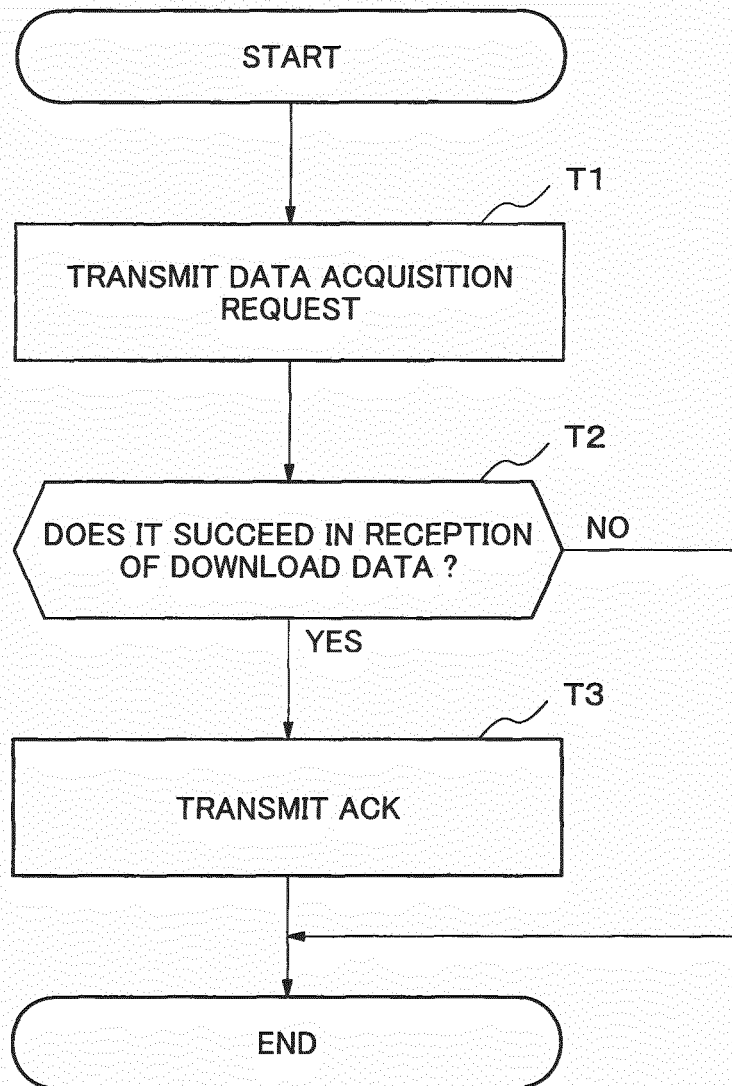 START
T1
TRANSMIT DATA ACQUISITION
REQUEST
T2
DOES IT SUCCEED IN RECEPTION
OF DOWNLOAD DATA ?
NO
YES
T3
TRANSMIT ACK
END